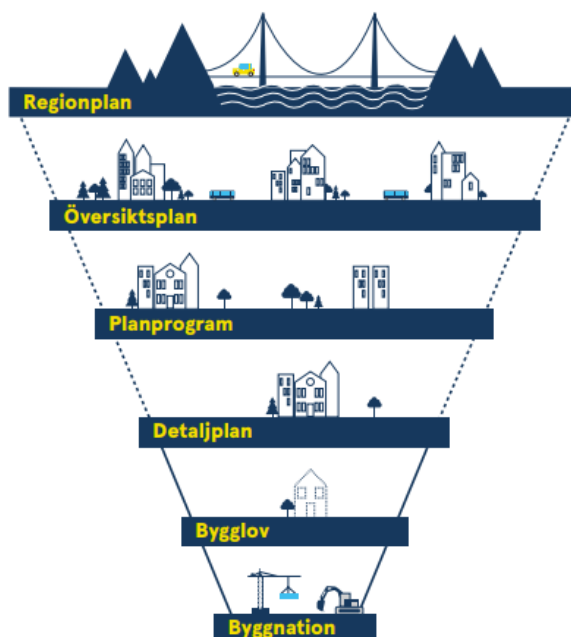 Regionplan
Översiktsplan
Planprogram
Detaljplan
Bygglov
Byggnation